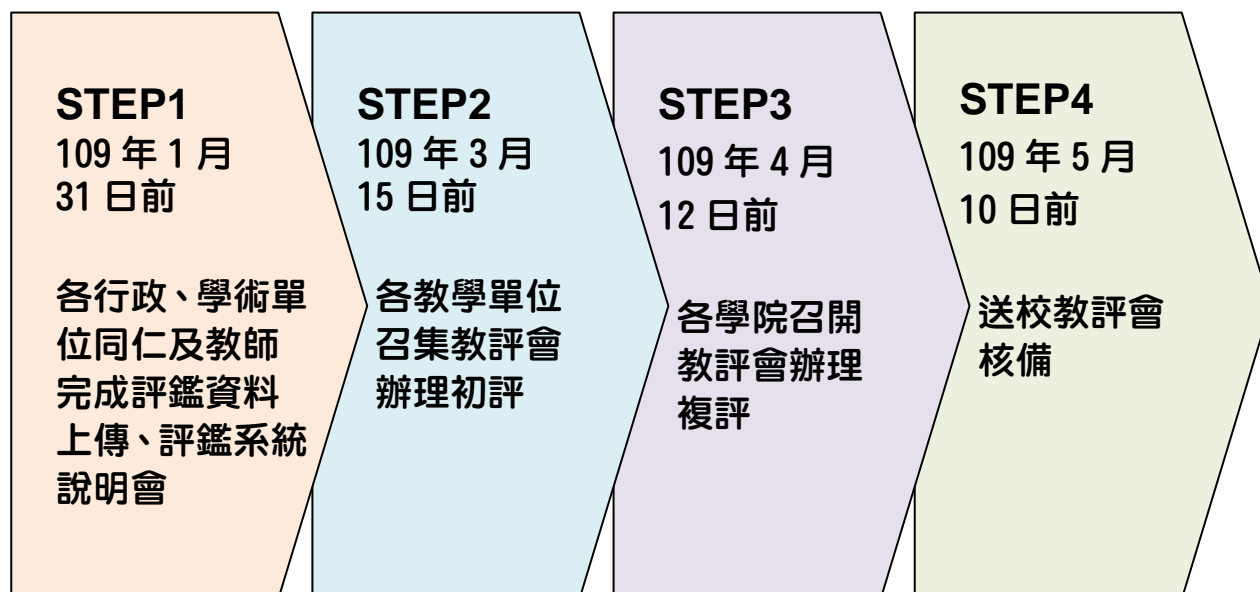 STEP1
109 年 1 月
31 日前
各行政、學術單
位同仁及教師
完成評鑑資料
上傳、評鑑系統
說明會
STEP2
109 年 3 月
15 日前
各教學單位
召集教評會
辦理初評
STEP3
109 年 4 月
12 日前
各學院召開
教評會辦理
複評
STEP4
109 年 5 月
10 日前
送校教評會
核備